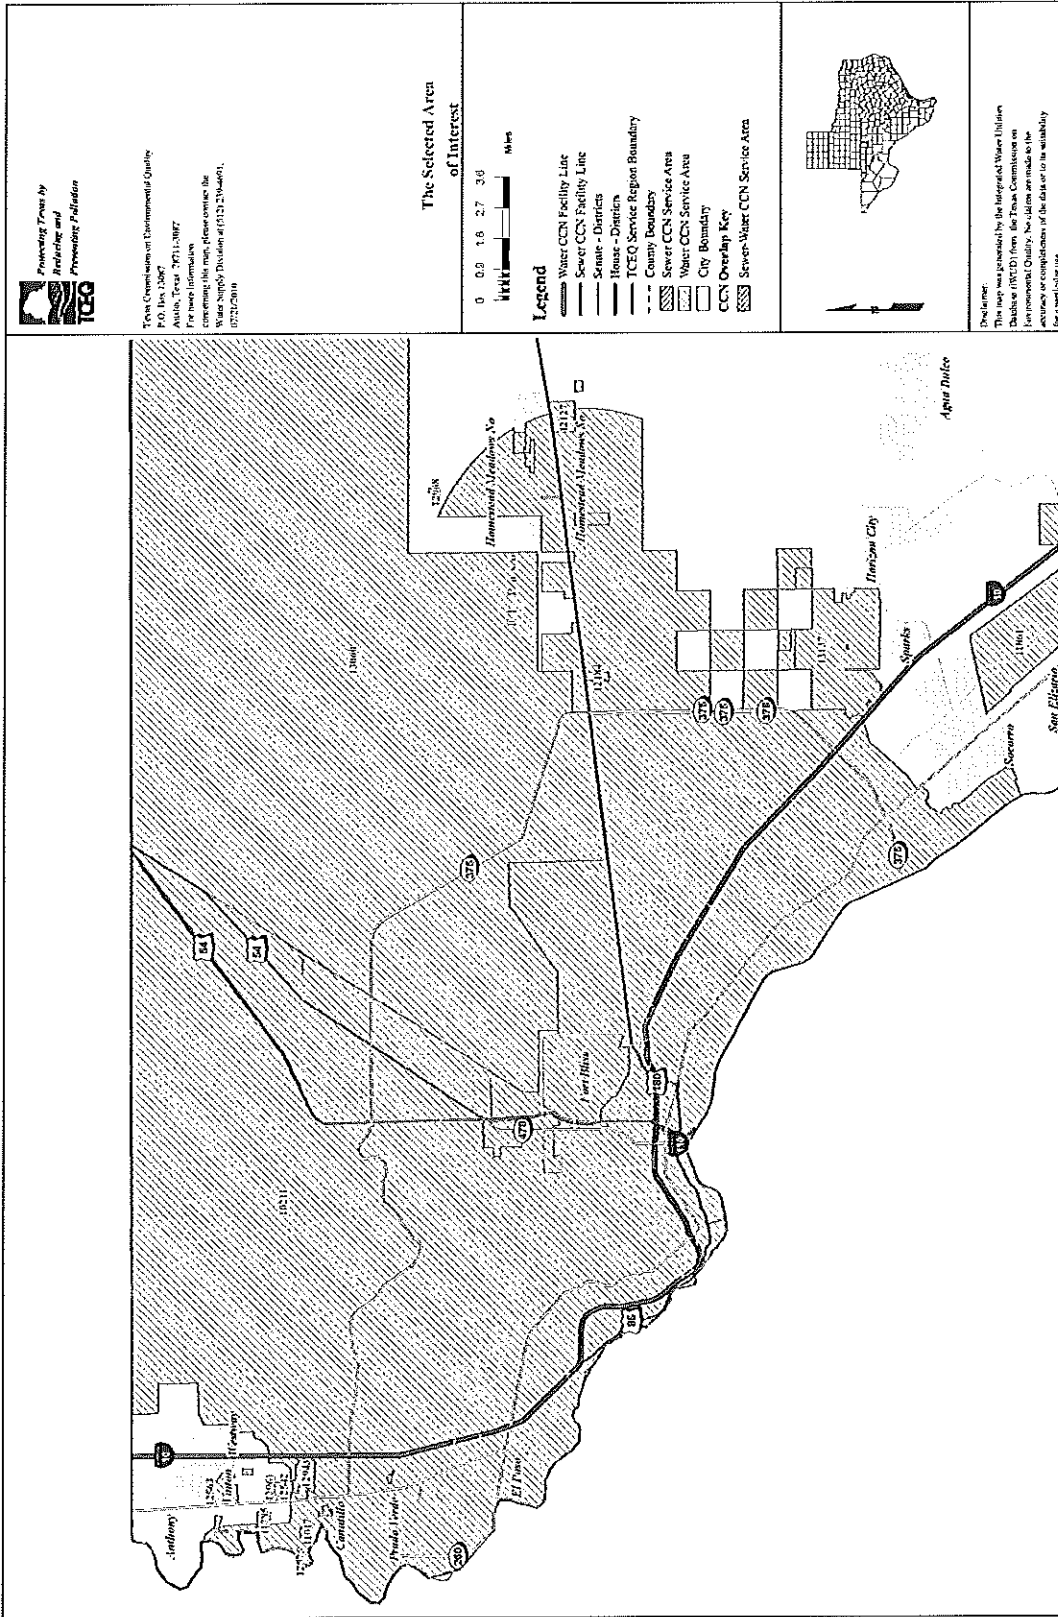 Protecting Texas by
Reducing and
Preventing Pollution
TCEQ
Texas Commission on Environmental Quality
P.O. Box 13087
Austin, Texas 78711-3087
For more information
concerning this map, please contact the
Water Supply Division at (512) 239-4691.
07/20/2010
The Selected Area
of Interest
0 0.9 1.8 2.7 3.6
Miles
Legend
Water CCN Facility Line
Sewer CCN Facility Line
Senate - Districts
House - Districts
TCEQ Service Region Boundary
County Boundary
Sewer CCN Service Area
Water CCN Service Area
City Boundary
CCN Overlap Key
Sewer-Water CCN Service Area
Disclaimer:
This map was generated by the Integrated Water Utilities
Database (IWUD) from the Texas Commission on
Environmental Quality. No claims are made to the
accuracy or completeness of the data or to its suitability
for a particular use.
Anthony
Vinton
Westway
Canutillo
Prado Verde
El Paso
Fort Bliss
Homestead Meadows No
Homestead Meadows No
Horizon City
Agua Dulce
Sparks
Socorro
San Elizario
10211
12127
54
54
375
375
375
375
375
478
180
85
260